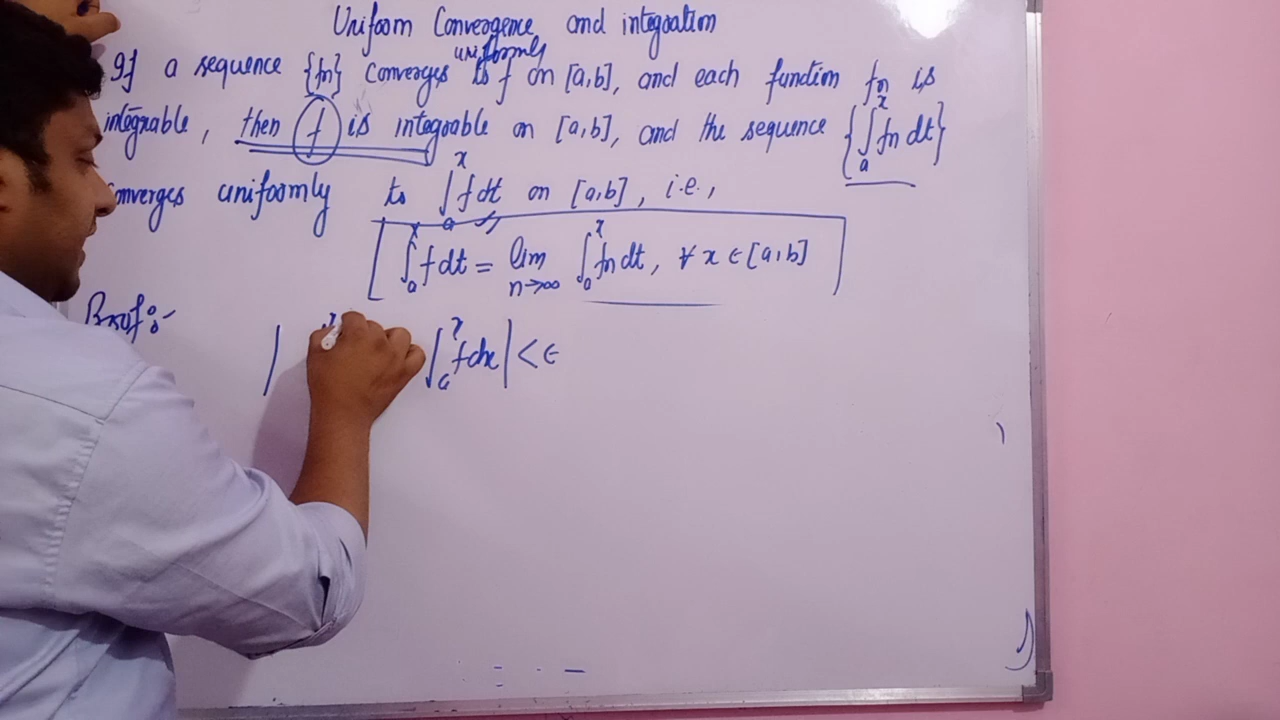 Uniform Convergence and integration
uniformly
If a sequence {fn} Converges to f on [a,b], and each function fn is
integrable, then f is integrable on [a,b], and the sequence {∫ₐˣ fn dt}
Converges uniformly to ∫ₐˣ f dt on [a,b], i.e.,
[∫ₐˣ f dt = lim n→∞ ∫ₐˣ fn dt, ∀ x ∈ [a,b]]
Proof:-
| ∫ₐˣ f dx | < ∈